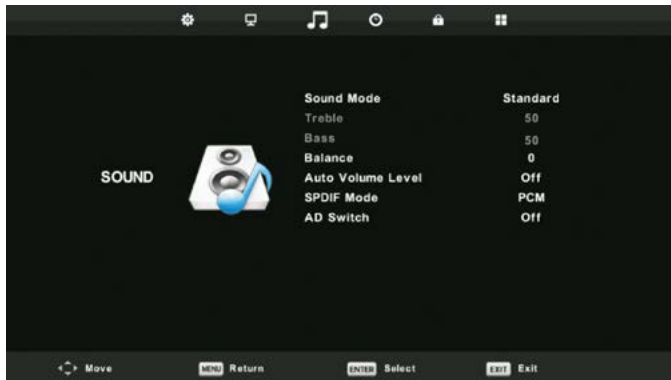 Sound Mode Standard
Treble 50
Bass 50
Balance 0
SOUND
Auto Volume Level Off
SPDIF Mode PCM
AD Switch Off
Move MENU Return ENTER Select EXIT Exit